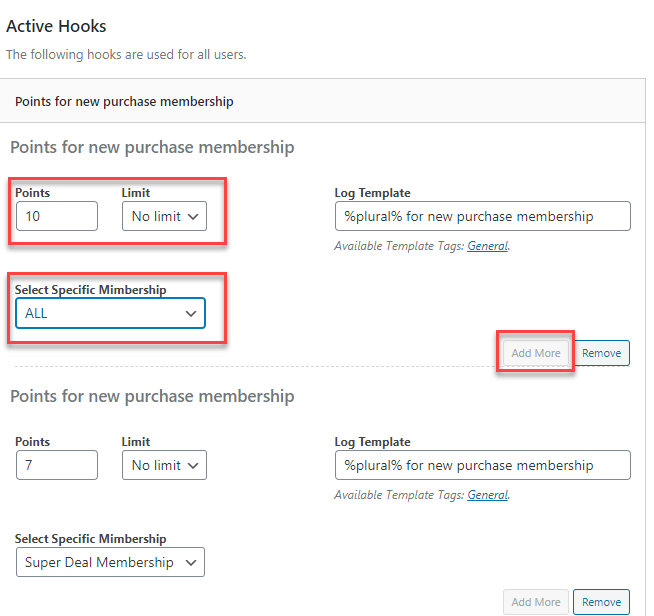 Active Hooks
The following hooks are used for all users.
Points for new purchase membership
Points for new purchase membership
Points Limit Log Template
10 No limit %plural% for new purchase membership
Available Template Tags: General.
Select Specific Mimbership
ALL
Add More Remove
Points for new purchase membership
Points Limit Log Template
7 No limit %plural% for new purchase membership
Available Template Tags: General.
Select Specific Mimbership
Super Deal Membership
Add More Remove